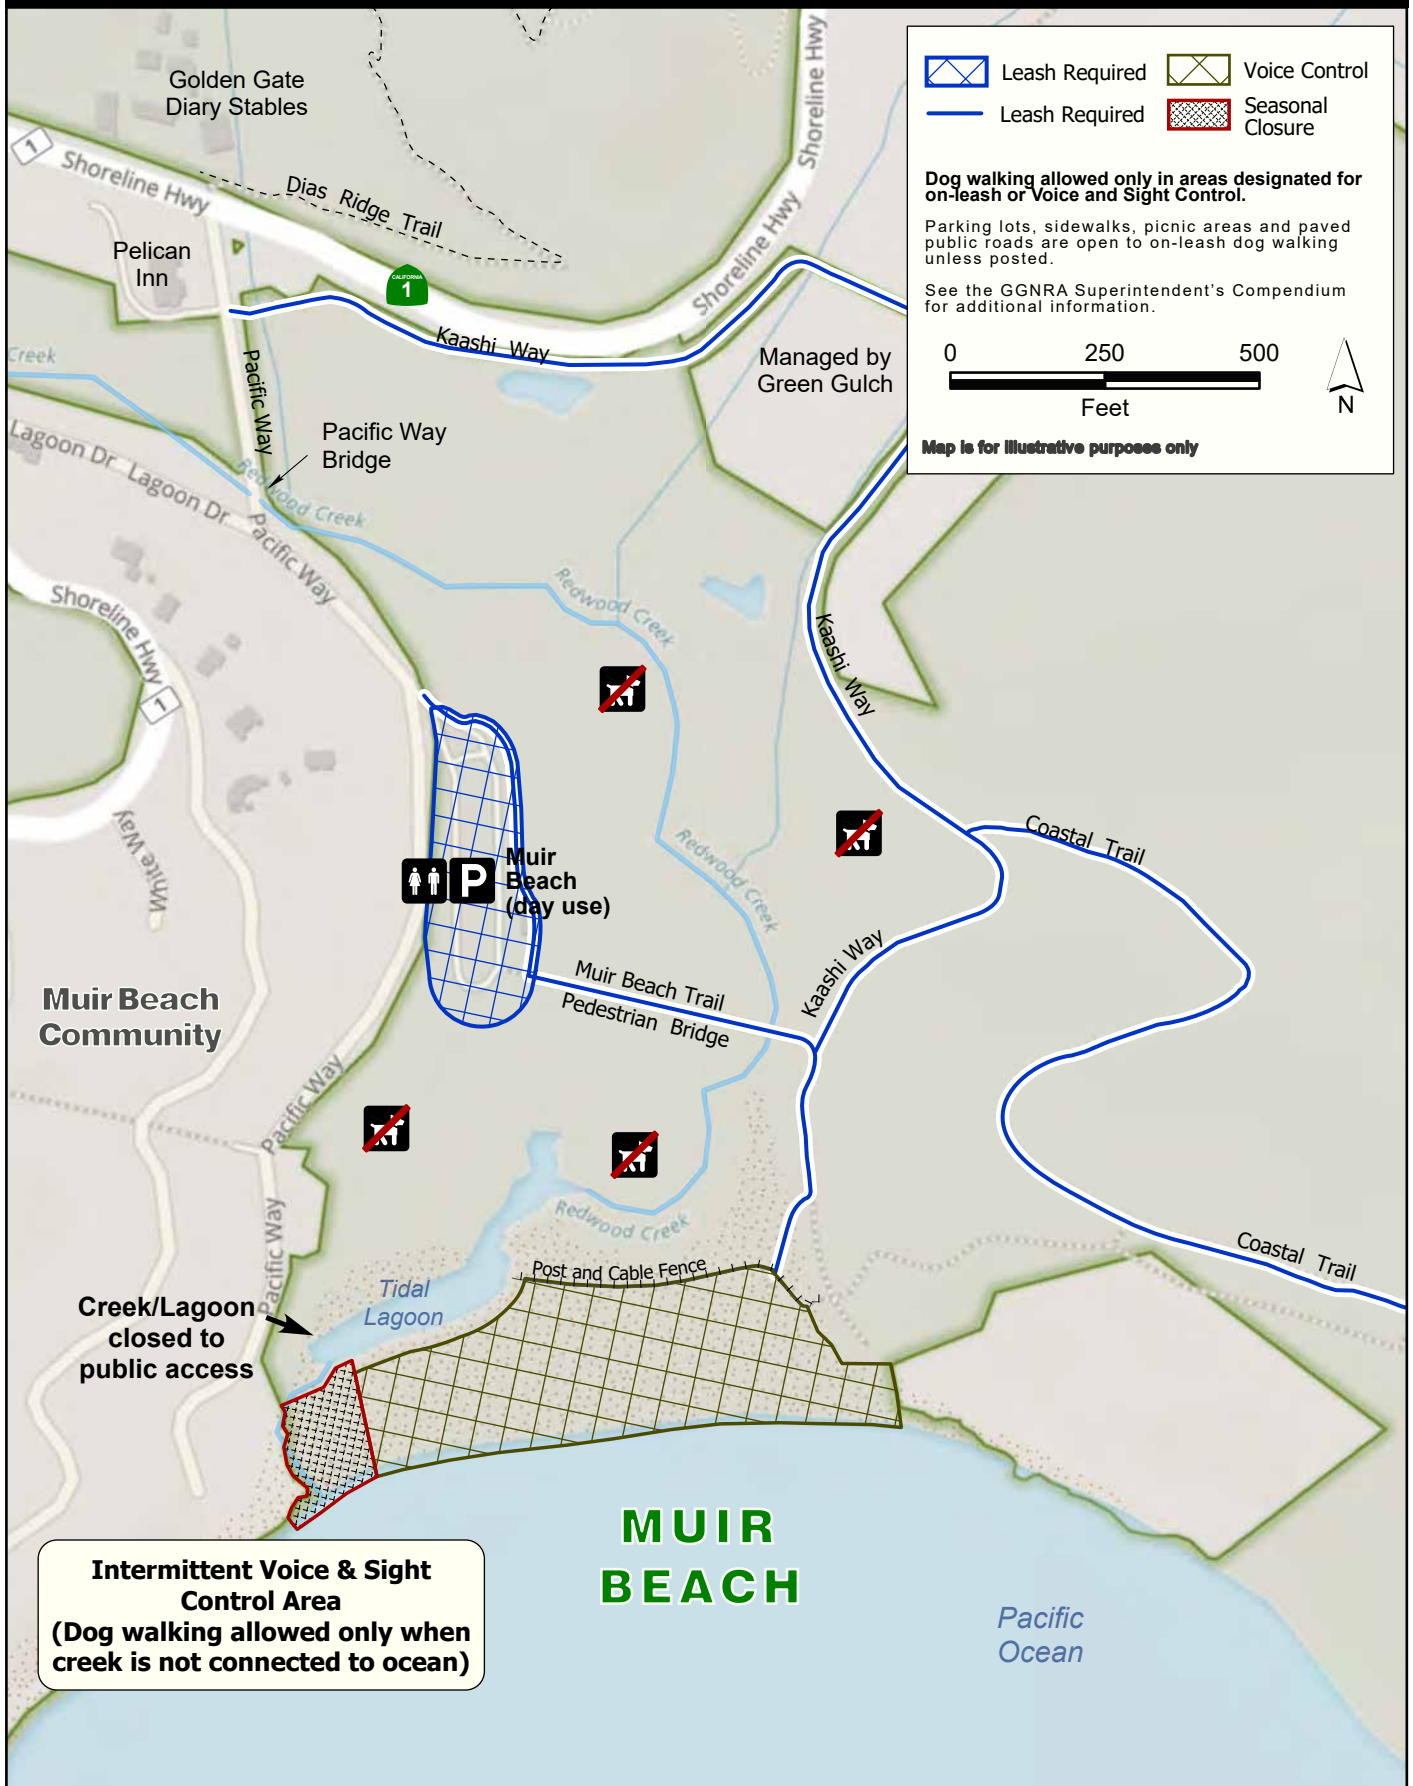 Golden Gate
Diary Stables
1
Shoreline Hwy
Dias Ridge Trail
Shoreline Hwy
Shoreline Hwy
Pelican
Inn
CALIFORNIA
1
Kaashi Way
Creek
Pacific Way
Managed by
Green Gulch
Leash Required
Voice Control
Leash Required
Seasonal
Closure
Dog walking allowed only in areas designated for
on-leash or Voice and Sight Control.
Parking lots, sidewalks, picnic areas and paved
public roads are open to on-leash dog walking
unless posted.
See the GGNRA Superintendent's Compendium
for additional information.
0 250 500
Feet
N
Map is for illustrative purposes only
Lagoon Dr Lagoon Dr
Pacific Way
Bridge
Redwood Creek
Pacific Way
Shoreline Hwy
1
Redwood Creek
Kaashi Way
White Way
Coastal Trail
Redwood Creek
P
Muir
Beach
(day use)
Kaashi Way
Muir Beach Trail
Pedestrian Bridge
Muir Beach
Community
Pacific Way
Pacific Way
Redwood Creek
Coastal Trail
Post and Cable Fence
Tidal
Lagoon
Creek/Lagoon
closed to
public access
MUIR
BEACH
Intermittent Voice & Sight
Control Area
(Dog walking allowed only when
creek is not connected to ocean)
Pacific
Ocean